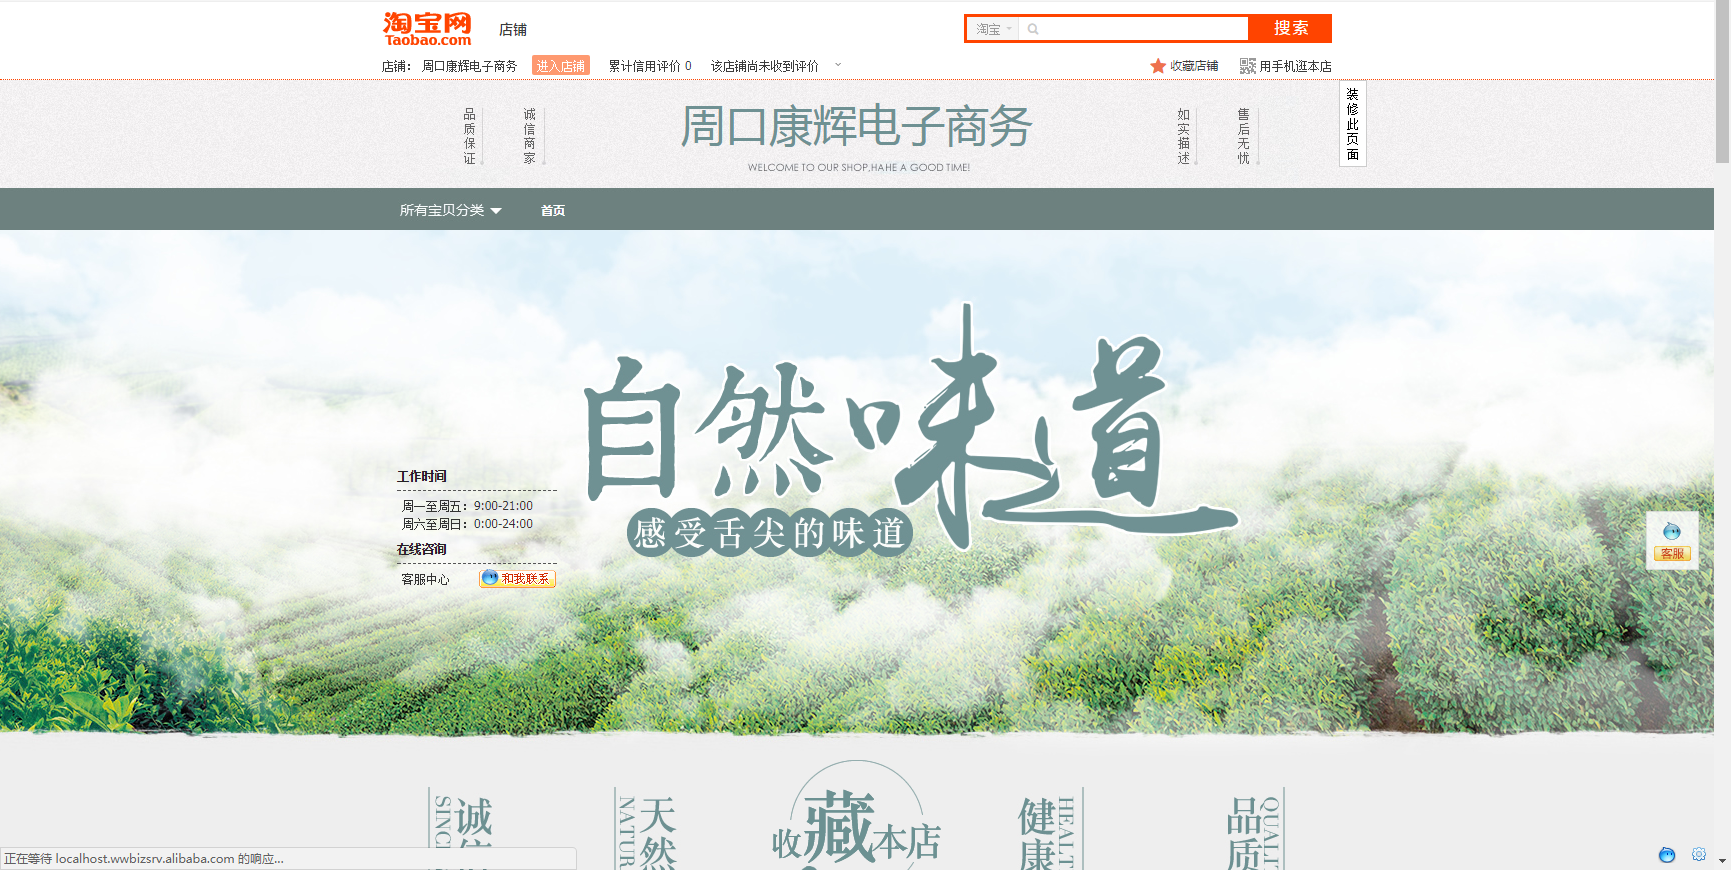 淘宝网
Taobao.com
店铺
淘宝
搜索
店铺： 周口康辉电子商务 进入店铺 累计信用评价 0 该店铺尚未收到评价
收藏店铺 用手机逛本店
品质保证
诚信商家
周口康辉电子商务
WELCOME TO OUR SHOP,HAHE A GOOD TIME!
如实描述
售后无忧
装修此页面
所有宝贝分类 首页
自然味道
感受舌尖的味道
工作时间
周一至周五：9:00-21:00
周六至周日：0:00-24:00
在线咨询
客服中心 和我联系
客服
诚
天然
NATUR
收藏本店
健康
HEALT
品质
QUALI
正在等待 localhost.wwbizsrv.alibaba.com 的响应...